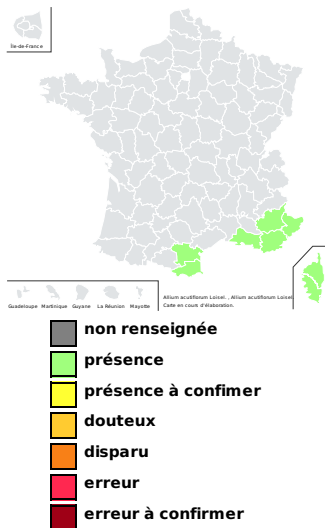 Île-de-France
Guadeloupe Martinique Guyane La Réunion Mayotte
Allium acutiflorum Loisel. , Allium acutiflorum Loisel
Carte en cours d'élaboration.
non renseignée
présence
présence à confimer
douteux
disparu
erreur
erreur à confirmer